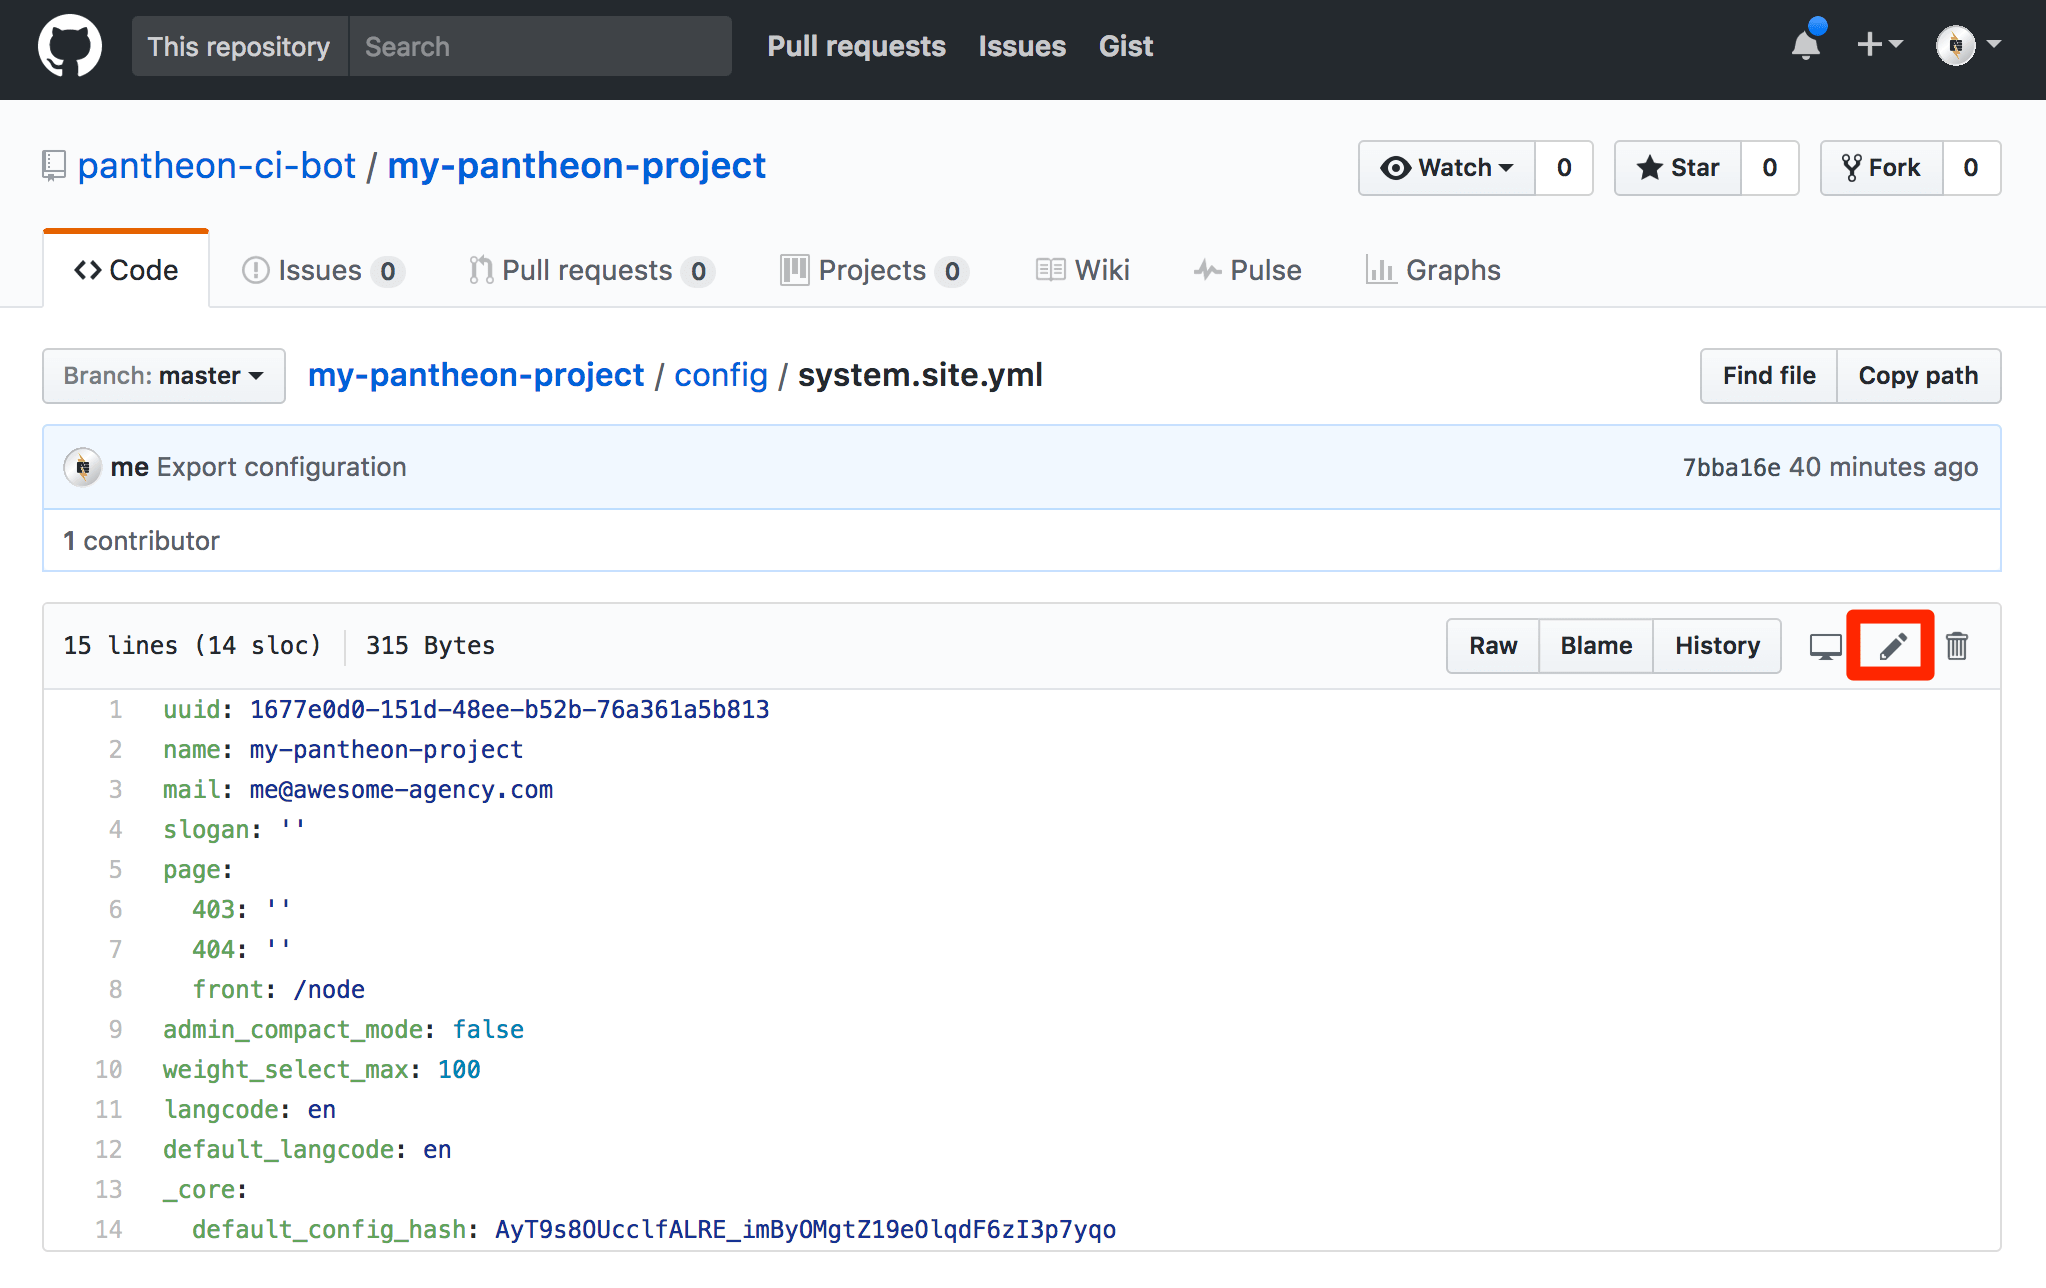 This repository Search Pull requests Issues Gist
pantheon-ci-bot / my-pantheon-project Watch 0 Star 0 Fork 0
Code Issues 0 Pull requests 0 Projects 0 Wiki Pulse Graphs
Branch: master my-pantheon-project / config / system.site.yml Find file Copy path
me Export configuration 7bba16e 40 minutes ago
1 contributor
15 lines (14 sloc) 315 Bytes Raw Blame History
1 uuid: 1677e0d0-151d-48ee-b52b-76a361a5b813
2 name: my-pantheon-project
3 mail: me@awesome-agency.com
4 slogan: ''
5 page:
6 403: ''
7 404: ''
8 front: /node
9 admin_compact_mode: false
10 weight_select_max: 100
11 langcode: en
12 default_langcode: en
13 _core:
14 default_config_hash: AyT9s8OUcclfALRE_imByOMgtZ19eOlqdF6zI3p7yqo